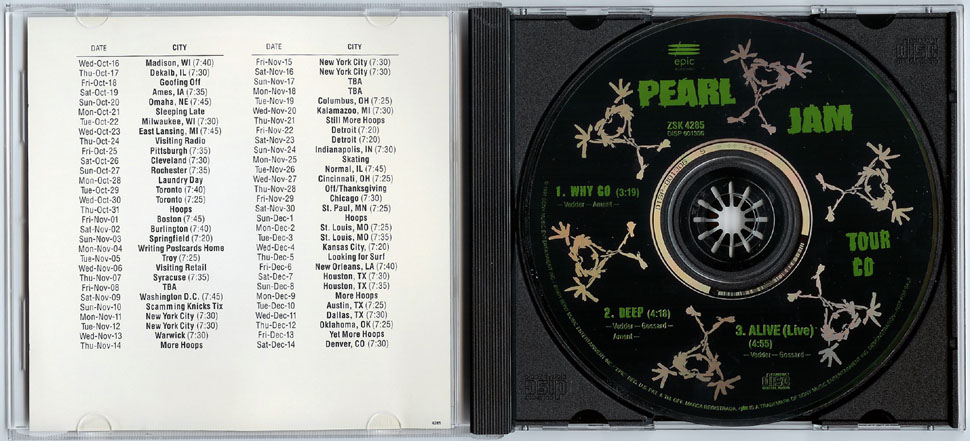 DATE CITY
Wed-Oct-16 Madison, WI (7:40)
Thu-Oct-17 Dekalb, IL (7:30)
Fri-Oct-18 Goofing Off
Sat-Oct-19 Ames, IA (7:35)
Sun-Oct-20 Omaha, NE (7:45)
Mon-Oct-21 Sleeping Late
Tue-Oct-22 Milwaukee, WI (7:30)
Wed-Oct-23 East Lansing, MI (7:45)
Thu-Oct-24 Visiting Radio
Fri-Oct-25 Pittsburgh (7:35)
Sat-Oct-26 Cleveland (7:30)
Sun-Oct-27 Rochester (7:35)
Mon-Oct-28 Laundry Day
Tue-Oct-29 Toronto (7:40)
Wed-Oct-30 Toronto (7:25)
Thu-Oct-31 Hoops
Fri-Nov-01 Boston (7:45)
Sat-Nov-02 Burlington (7:40)
Sun-Nov-03 Springfield (7:20)
Mon-Nov-04 Writing Postcards Home
Tue-Nov-05 Troy (7:25)
Wed-Nov-06 Visiting Retail
Thu-Nov-07 Syracuse (7:35)
Fri-Nov-08 TBA
Sat-Nov-09 Washington D.C. (7:45)
Sun-Nov-10 Scamming Knicks Tix
Mon-Nov-11 New York City (7:30)
Tue-Nov-12 New York City (7:30)
Wed-Nov-13 Warwick (7:30)
Thu-Nov-14 More Hoops
DATE CITY
Fri-Nov-15 New York City (7:30)
Sat-Nov-16 New York City (7:30)
Sun-Nov-17 TBA
Mon-Nov-18 TBA
Tue-Nov-19 Columbus, OH (7:25)
Wed-Nov-20 Kalamazoo, MI (7:30)
Thu-Nov-21 Still More Hoops
Fri-Nov-22 Detroit (7:20)
Sat-Nov-23 Detroit (7:20)
Sun-Nov-24 Indianapolis, IN (7:30)
Mon-Nov-25 Skating
Tue-Nov-26 Normal, IL (7:45)
Wed-Nov-27 Cincinnati, OH (7:25)
Thu-Nov-28 Off/Thanksgiving
Fri-Nov-29 Chicago (7:30)
Sat-Nov-30 St. Paul, MN (7:25)
Sun-Dec-1 Hoops
Mon-Dec-2 St. Louis, MO (7:25)
Tue-Dec-3 St. Louis, MO (7:35)
Wed-Dec-4 Kansas City, (7:20)
Thu-Dec-5 Looking for Surf
Fri-Dec-6 New Orleans, LA (7:40)
Sat-Dec-7 Houston, TX (7:30)
Sun-Dec-8 Houston, TX (7:35)
Mon-Dec-9 More Hoops
Tue-Dec-10 Austin, TX (7:25)
Wed-Dec-11 Dallas, TX (7:30)
Thu-Dec-12 Oklahoma, OK (7:25)
Fri-Dec-13 Yet More Hoops
Sat-Dec-14 Denver, CO (7:30)
4285
epic
PEARL
JAM
ZSK 4285
TOUR
CD
1. WHY GO (3:19)
— Vedder — Ament —
2. DEEP (4:18)
— Vedder — Gossard —
Ament —
3. ALIVE (Live)
(4:55)
— Vedder — Gossard —